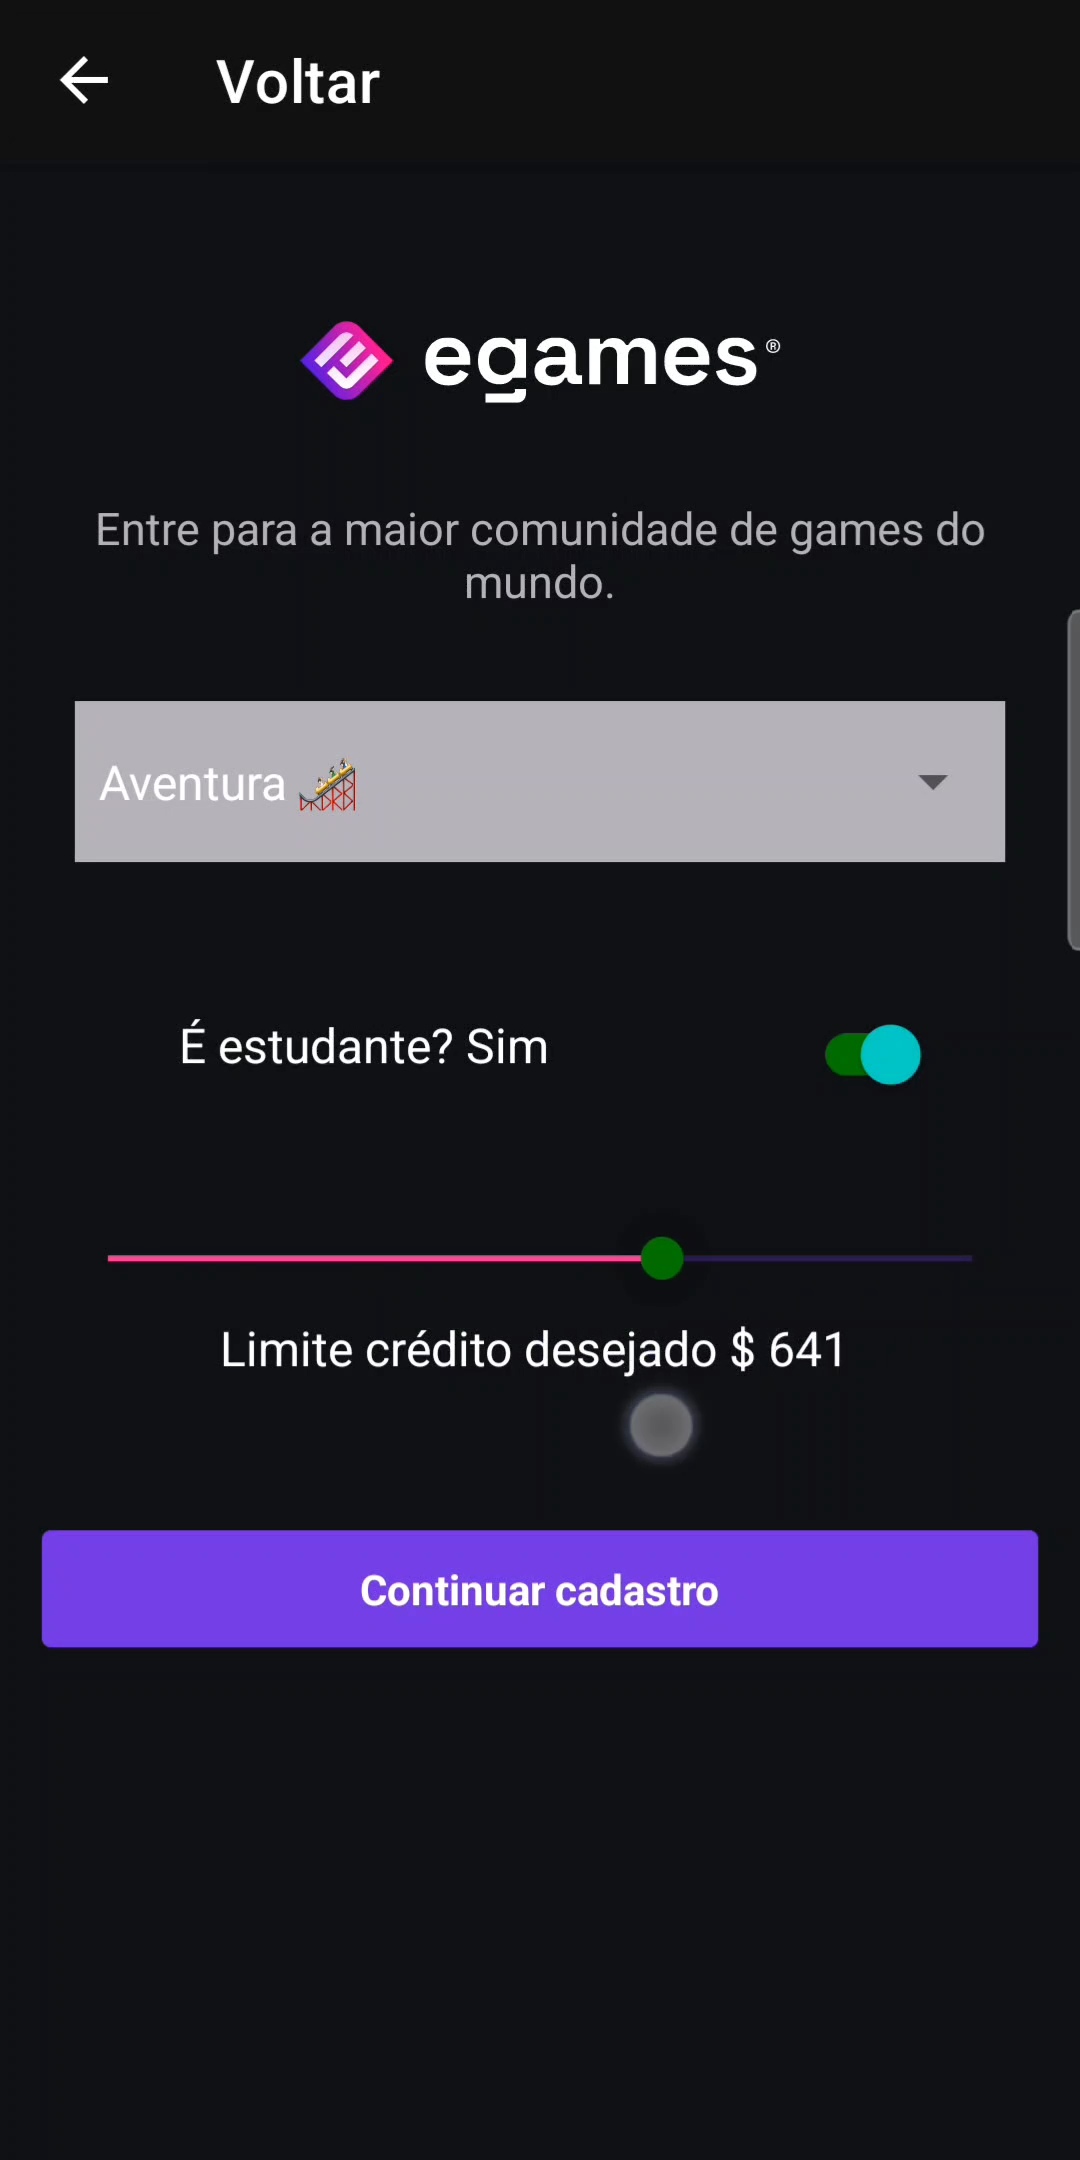 Voltar
egames®
Entre para a maior comunidade de games do
mundo.
Aventura 🎢
É estudante? Sim
Limite crédito desejado $ 641
Continuar cadastro